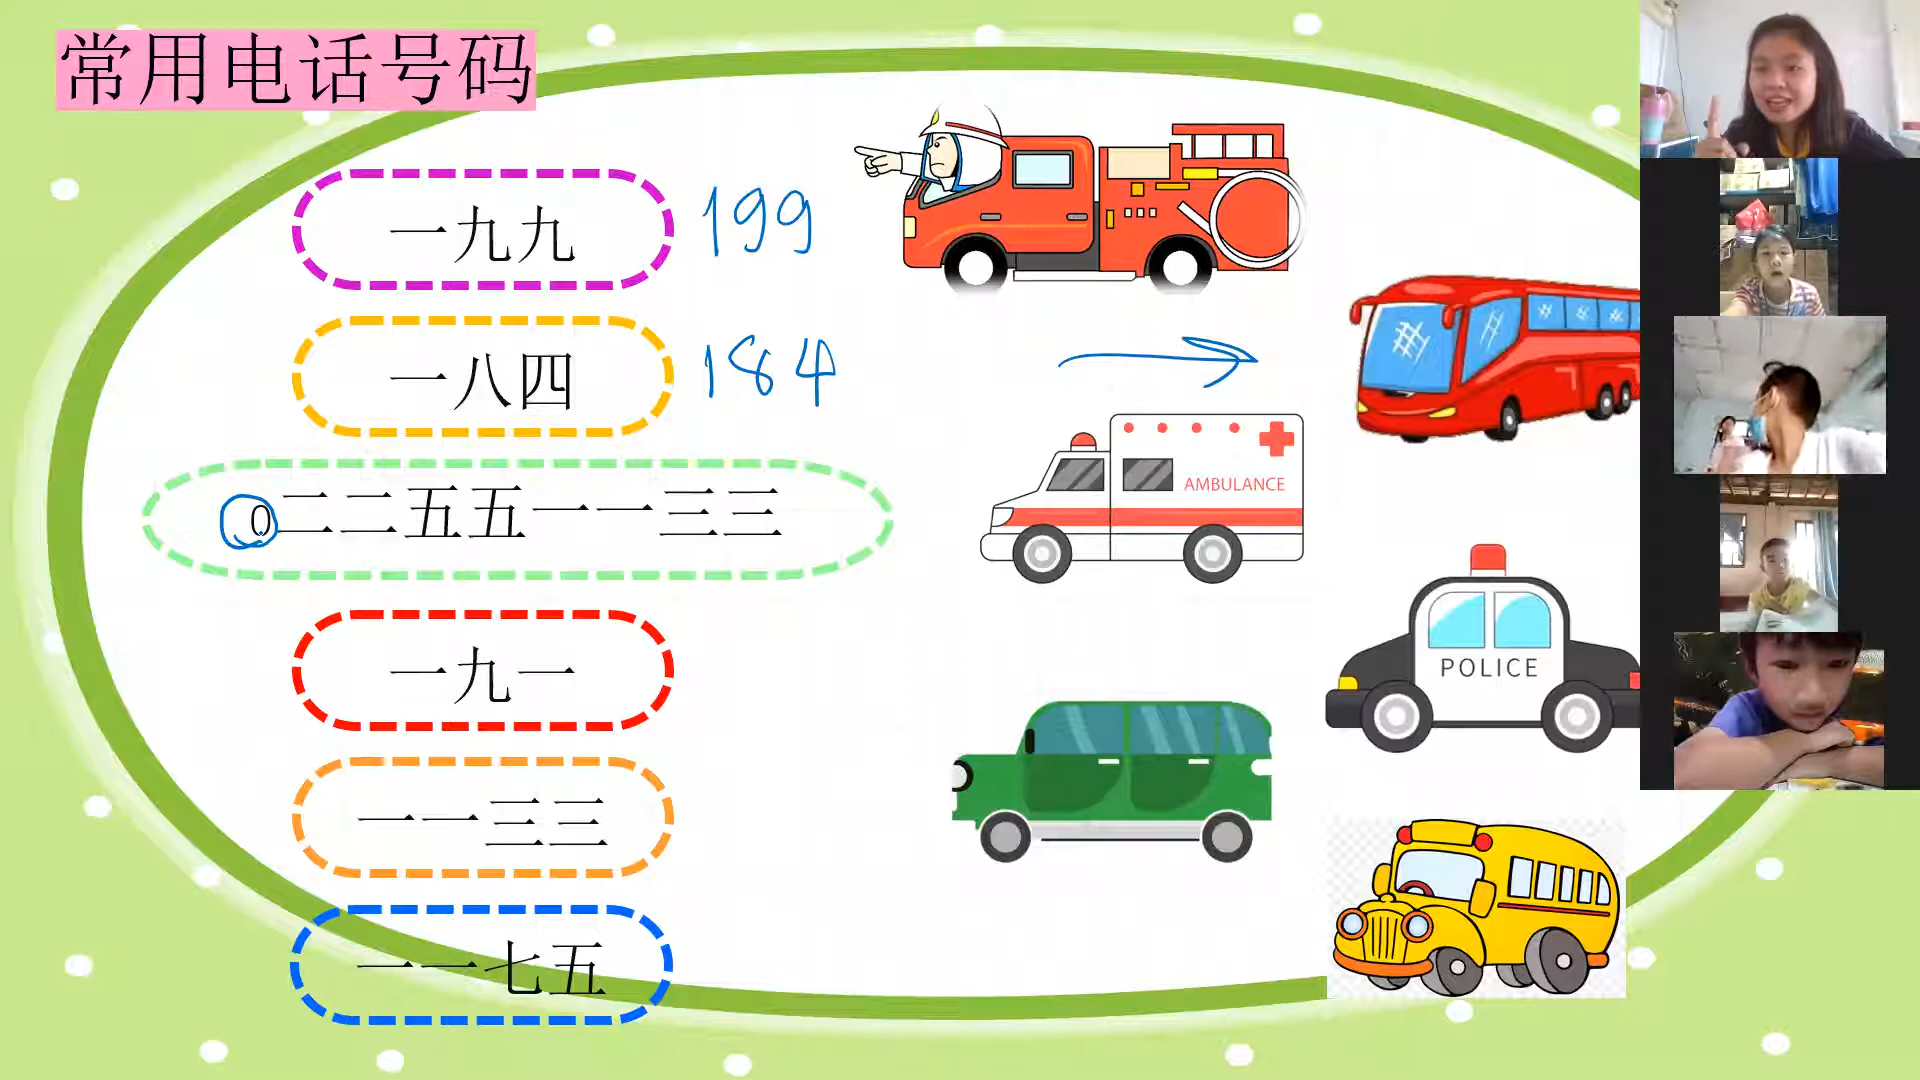 常用电话号码
一九九 199
一八四 184
0二二五五一一三三
一九一
一一三三
一一七五
AMBULANCE
POLICE